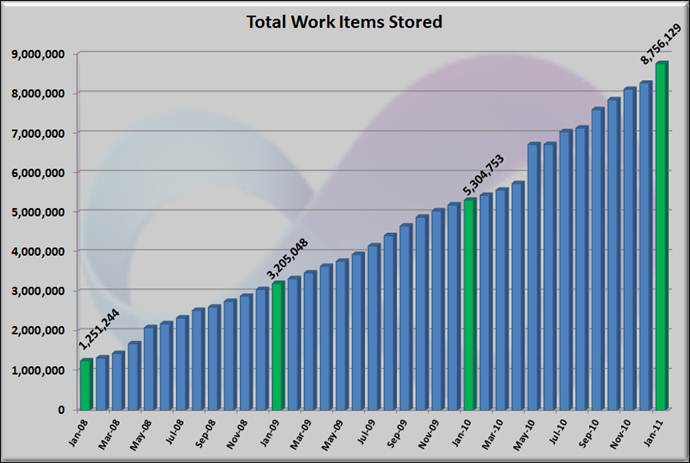 Total Work Items Stored
9,000,000
8,000,000
7,000,000
6,000,000
5,000,000
4,000,000
3,000,000
2,000,000
1,000,000
0
1,251,244
3,205,048
5,304,753
8,756,129
Jan-08
Mar-08
May-08
Jul-08
Sep-08
Nov-08
Jan-09
Mar-09
May-09
Jul-09
Sep-09
Nov-09
Jan-10
Mar-10
May-10
Jul-10
Sep-10
Nov-10
Jan-11